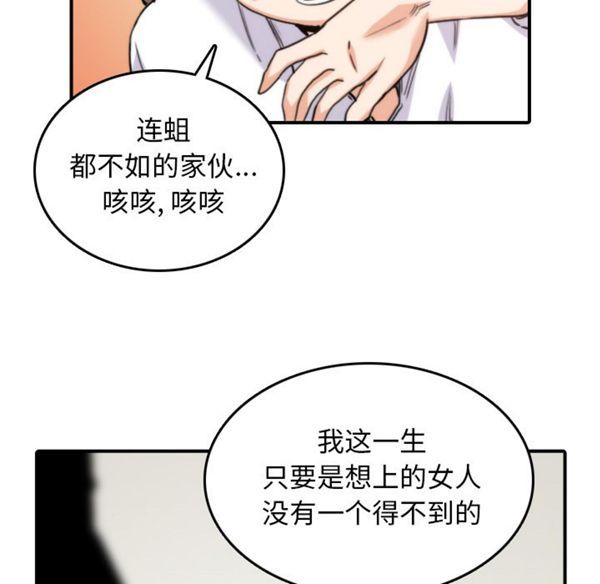 连蛆
都不如的家伙...
咳咳, 咳咳
我这一生
只要是想上的女人
没有一个得不到的